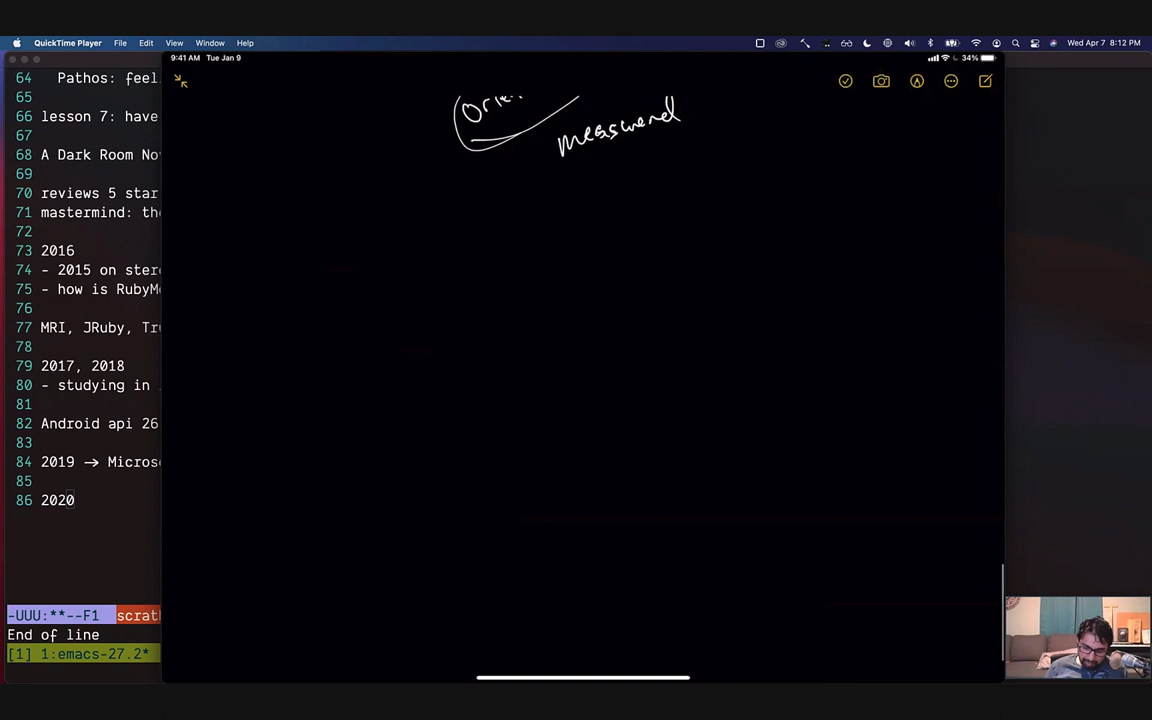 QuickTime Player File Edit View Window Help Wed Apr 7 8:12 PM
9:41 AM Tue Jan 9 34%
64 Pathos: feel
65
66 lesson 7: have
67
68 A Dark Room No
69
70 reviews 5 star
71 mastermind: the
72
73 2016
74 - 2015 on ster
75 - how is RubyM
76
77 MRI, JRuby, Tr
78
79 2017, 2018
80 - studying in
81
82 Android api 26
83
84 2019 → Micros
85
86 2020
-UUU:**--F1 scrat
End of line
[1] 1:emacs-27.2*